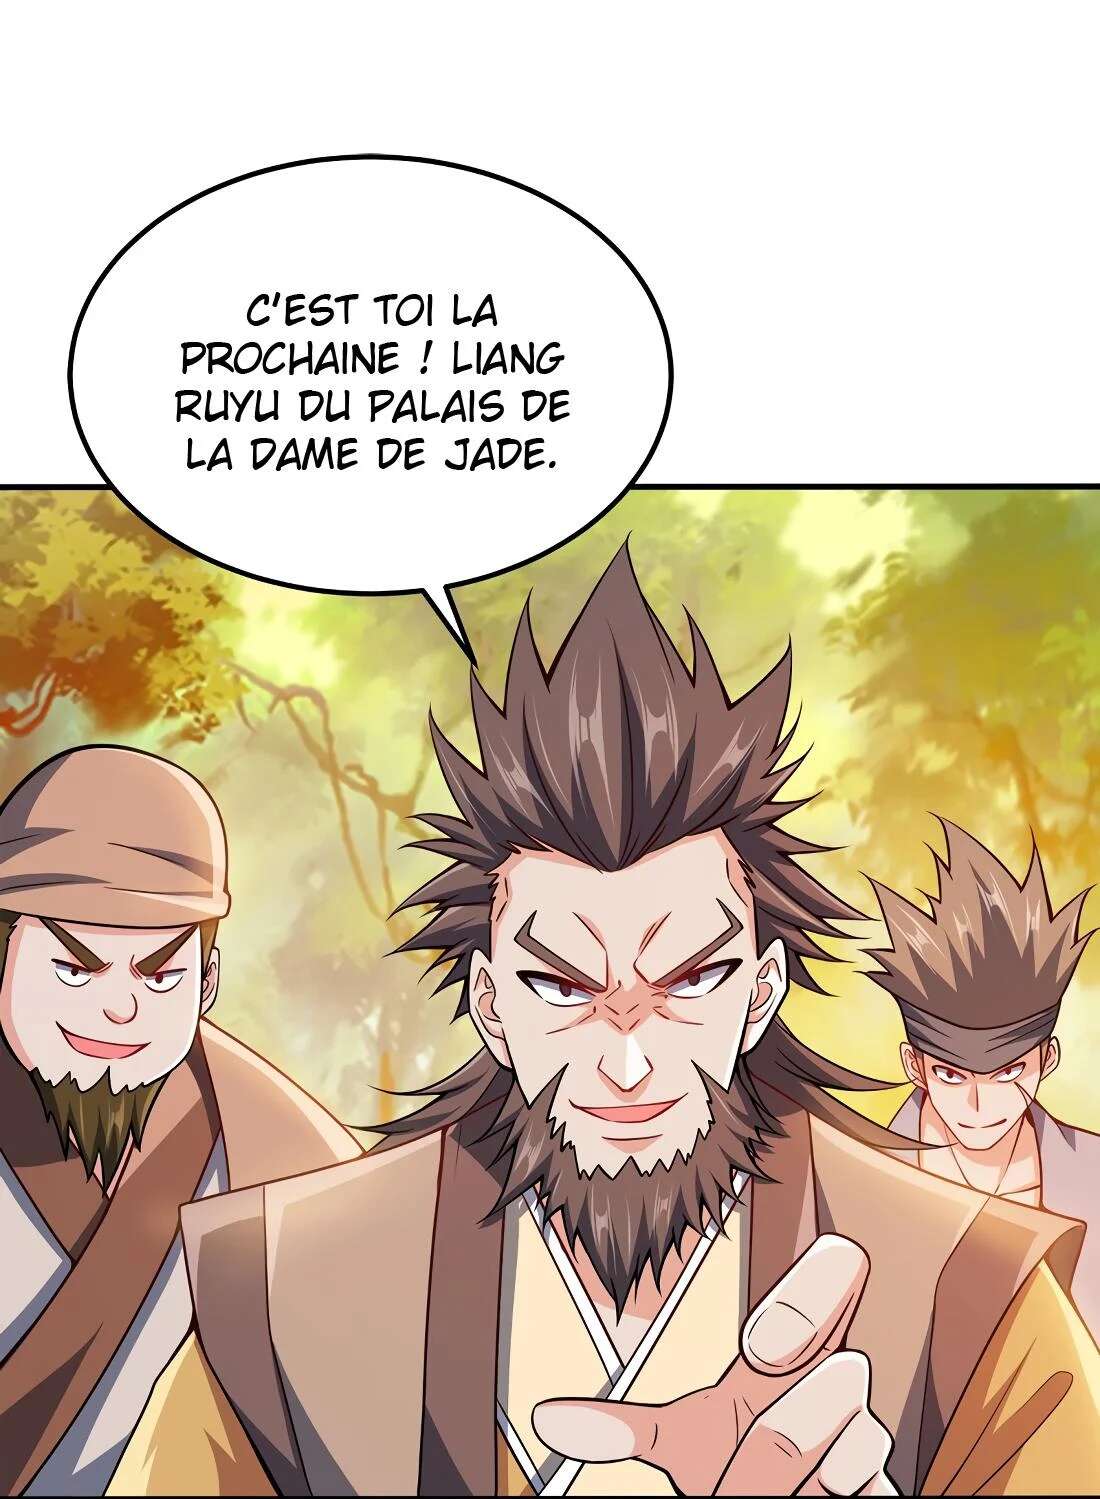 C'EST TOI LA
PROCHAINE ! LIANG
RUYU DU PALAIS DE
LA DAME DE JADE.